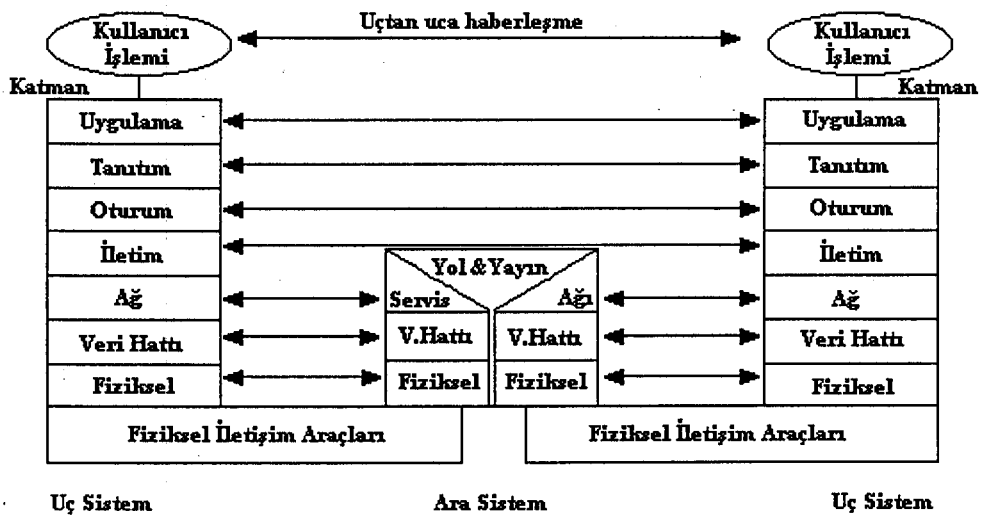 Uçtan uca haberleşme
Kullanıcı
İşlemi
Kullanıcı
İşlemi
Katman
Katman
Uygulama
Uygulama
Tanıtım
Tanıtım
Oturum
Oturum
İletim
İletim
Yol &Yayın
Ağ
Servis
Ağı
Ağ
Veri Hattı
V.Hattı
V.Hattı
Veri Hattı
Fiziksel
Fiziksel
Fiziksel
Fiziksel
Fiziksel İletişim Araçları
Fiziksel İletişim Araçları
Uç Sistem
Ara Sistem
Uç Sistem